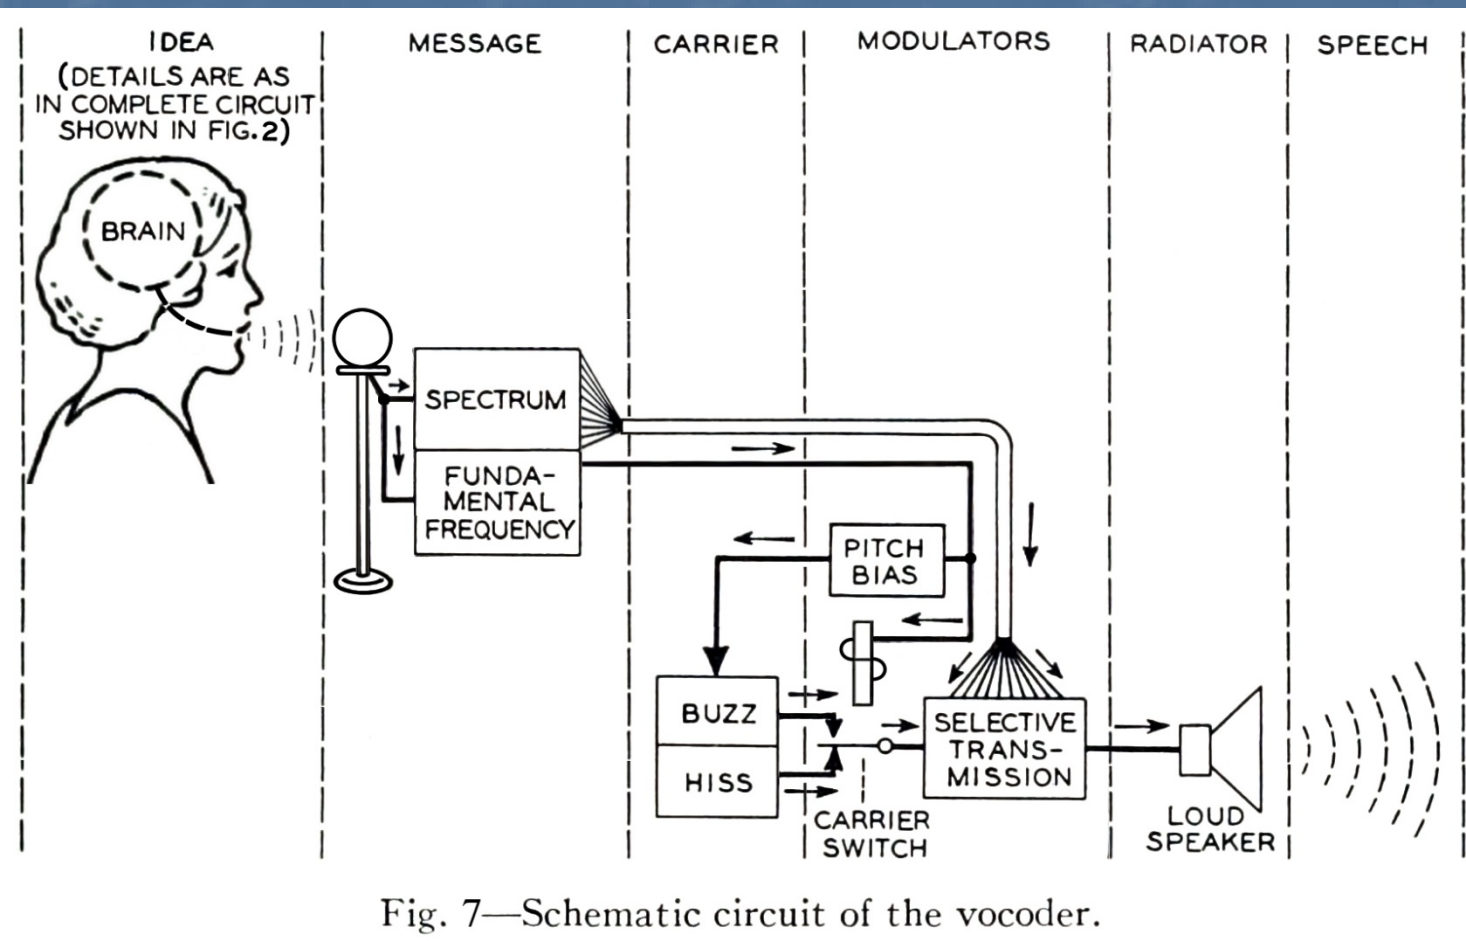 IDEA
(DETAILS ARE AS
IN COMPLETE CIRCUIT
SHOWN IN FIG.2)
MESSAGE
CARRIER
MODULATORS
RADIATOR
SPEECH
BRAIN
SPECTRUM
FUNDA-
MENTAL
FREQUENCY
PITCH
BIAS
BUZZ
HISS
CARRIER
SWITCH
SELECTIVE
TRANS-
MISSION
LOUD
SPEAKER
Fig. 7—Schematic circuit of the vocoder.